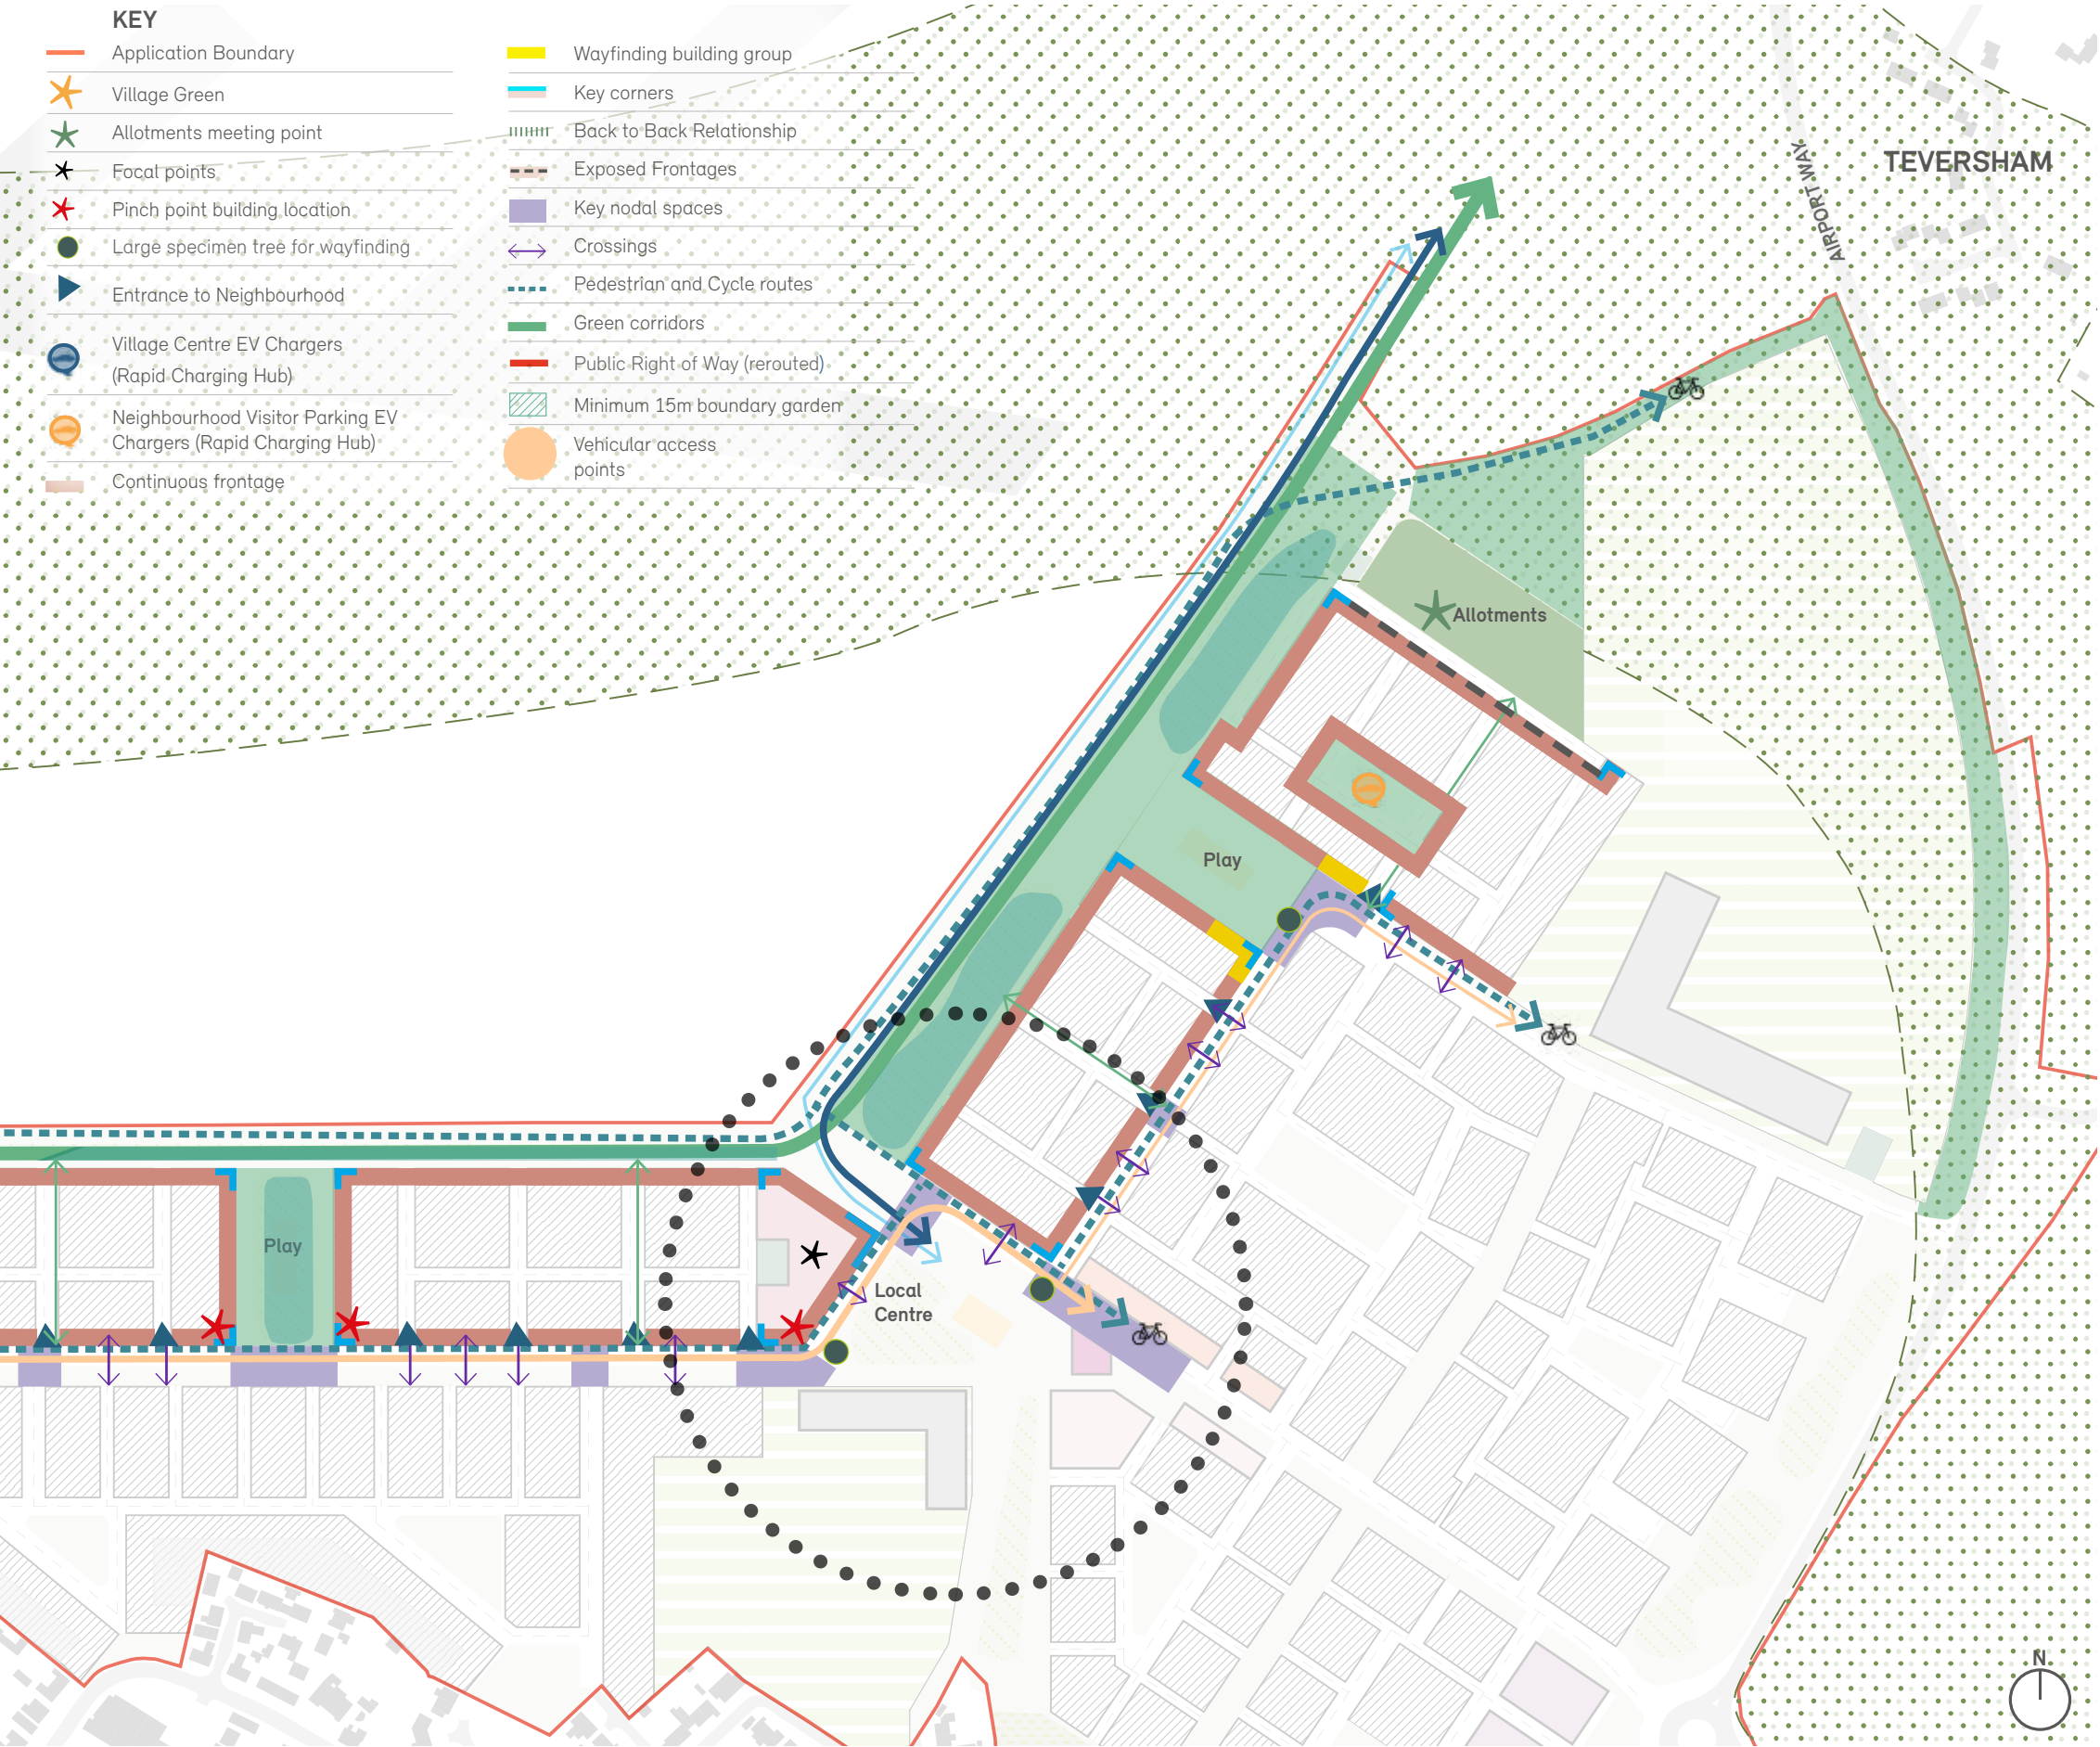 KEY
Application Boundary
Village Green
Allotments meeting point
Focal points
Pinch point building location
Large specimen tree for wayfinding
Entrance to Neighbourhood
Village Centre EV Chargers
(Rapid Charging Hub)
Neighbourhood Visitor Parking EV
Chargers (Rapid Charging Hub)
Continuous frontage
Wayfinding building group
Key corners
Back to Back Relationship
Exposed Frontages
Key nodal spaces
Crossings
Pedestrian and Cycle routes
Green corridors
Public Right of Way (rerouted)
Minimum 15m boundary garden
Vehicular access
points
TEVERSHAM
AIRPORT WAY
Allotments
Play
Play
Local
Centre
N